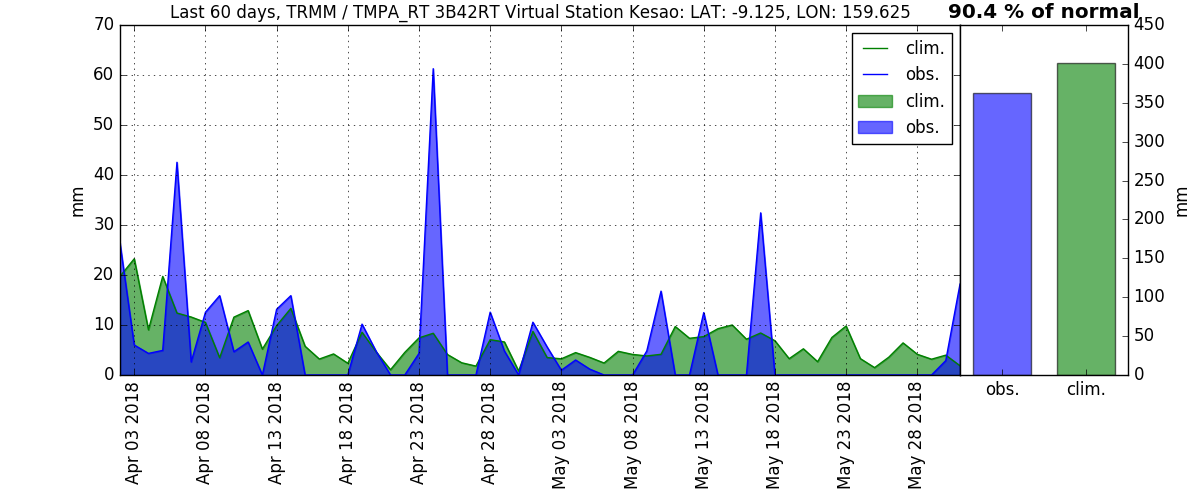 Last 60 days, TRMM / TMPA_RT 3B42RT Virtual Station Kesao: LAT: -9.125, LON: 159.625
90.4 % of normal
70
60
50
40
30
20
10
0
mm
clim.
obs.
clim.
obs.
450
400
350
300
250
200
150
100
50
0
mm
obs.
clim.
Apr 03 2018
Apr 08 2018
Apr 13 2018
Apr 18 2018
Apr 23 2018
Apr 28 2018
May 03 2018
May 08 2018
May 13 2018
May 18 2018
May 23 2018
May 28 2018